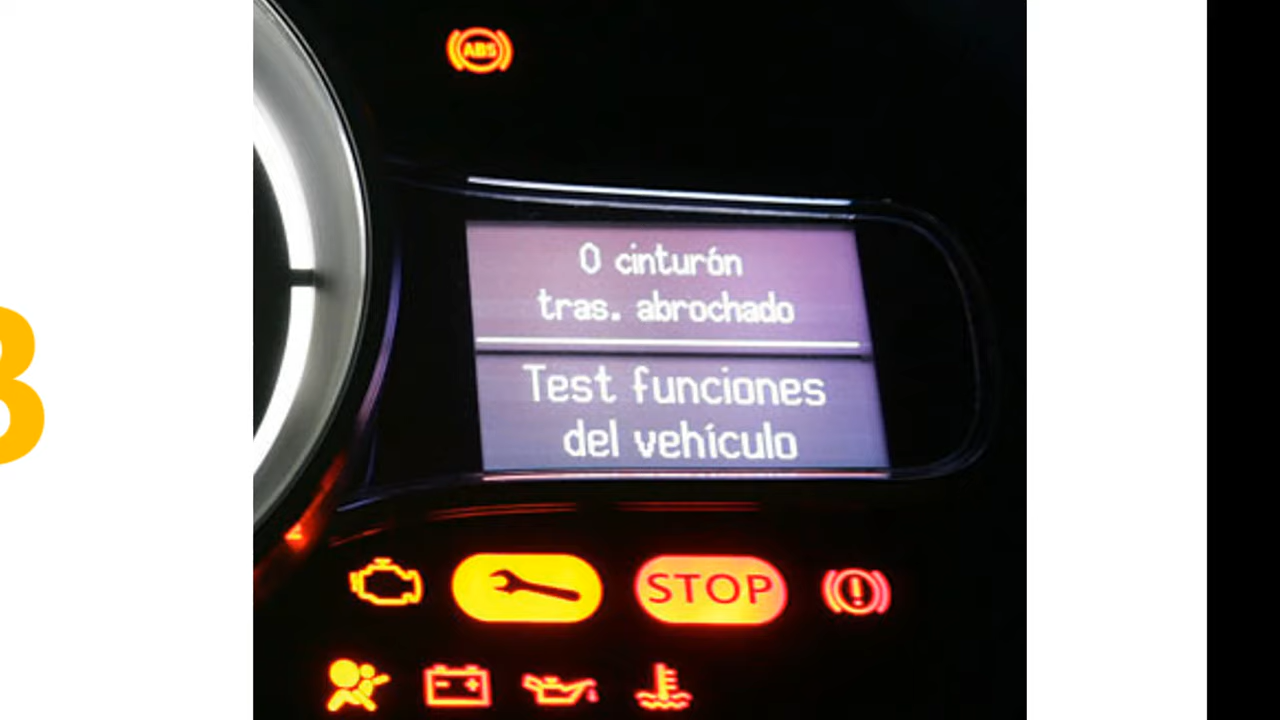 ABS
0 cinturón
tras. abrochado
Test funciones
del vehículo
STOP